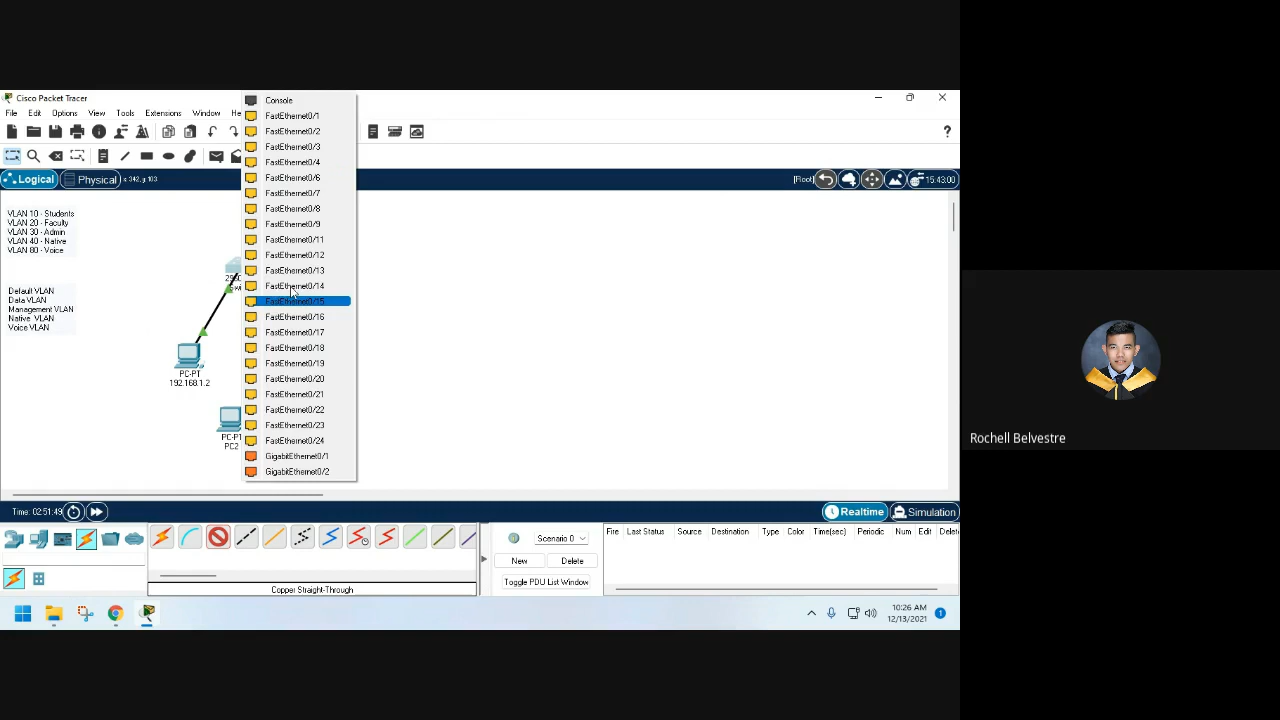 Cisco Packet Tracer
File Edit Options View Tools Extensions Window He
Logical
Physical
x: 342, y: 103
[Root]
15:43:00
VLAN 10 - Students
VLAN 20 - Faculty
VLAN 30 - Admin
VLAN 40 - Native
VLAN 80 - Voice
Default VLAN
Data VLAN
Management VLAN
Native VLAN
Voice VLAN
PC-PT
192.168.1.2
PC-PT
PC2
Console
FastEthernet0/1
FastEthernet0/2
FastEthernet0/3
FastEthernet0/4
FastEthernet0/6
FastEthernet0/7
FastEthernet0/8
FastEthernet0/9
FastEthernet0/11
FastEthernet0/12
FastEthernet0/13
FastEthernet0/14
FastEthernet0/15
FastEthernet0/16
FastEthernet0/17
FastEthernet0/18
FastEthernet0/19
FastEthernet0/20
FastEthernet0/21
FastEthernet0/22
FastEthernet0/23
FastEthernet0/24
GigabitEthernet0/1
GigabitEthernet0/2
Rochell Belvestre
Time: 02:51:49
Realtime
Simulation
Scenario 0
New
Delete
Toggle PDU List Window
Fire Last Status Source Destination Type Color Time(sec) Periodic Num Edit Delet
Copper Straight-Through
10:26 AM
12/13/2021
1